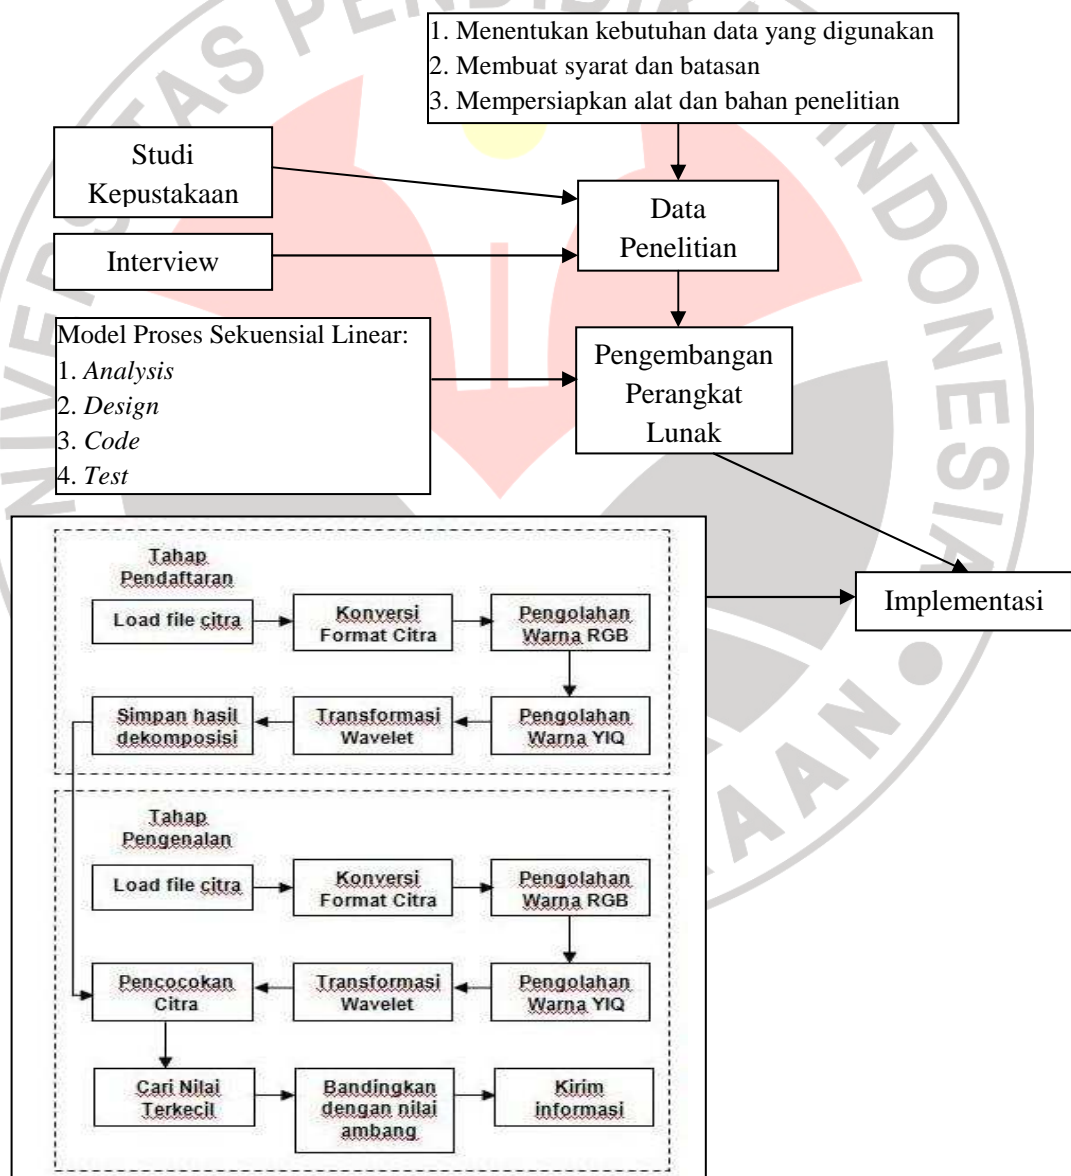 1. Menentukan kebutuhan data yang digunakan
2. Membuat syarat dan batasan
3. Mempersiapkan alat dan bahan penelitian
Studi
Kepustakaan
Data
Penelitian
Interview
Model Proses Sekuensial Linear:
1. Analysis
2. Design
3. Code
4. Test
Pengembangan
Perangkat
Lunak
Implementasi
Tahap
Pendaftaran
Load file citra
Konversi
Format Citra
Pengolahan
Warna RGB
Simpan hasil
dekomposisi
Transformasi
Wavelet
Pengolahan
Warna YIQ
Tahap
Pengenalan
Load file citra
Konversi
Format Citra
Pengolahan
Warna RGB
Pencocokan
Citra
Transformasi
Wavelet
Pengolahan
Warna YIQ
Cari Nilai
Terkecil
Bandingkan
dengan nilai
ambang
Kirim
informasi